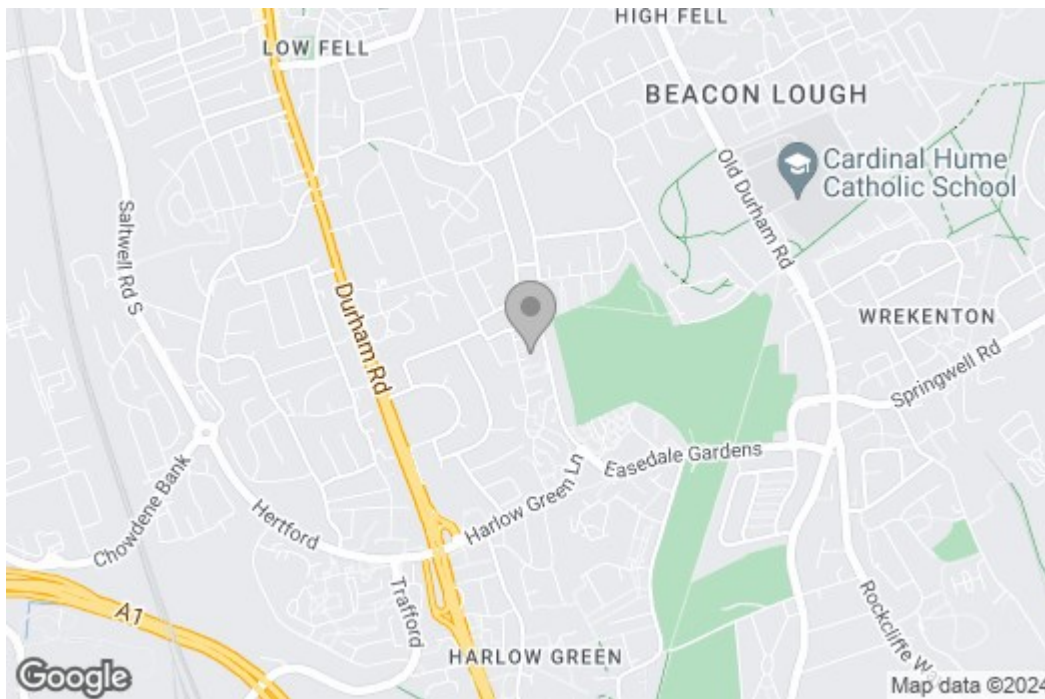 HIGH FELL
LOW FELL
BEACON LOUGH
Cardinal Hume
Catholic School
Old Durham Rd
Saltwell Rd S
Durham Rd
WREKENTON
Springwell Rd
Easedale Gardens
Harlow Green Ln
Chowdene Bank
Hertford
Trafford
A1
Rockcliffe Way
HARLOW GREEN
Google
Map data ©2024